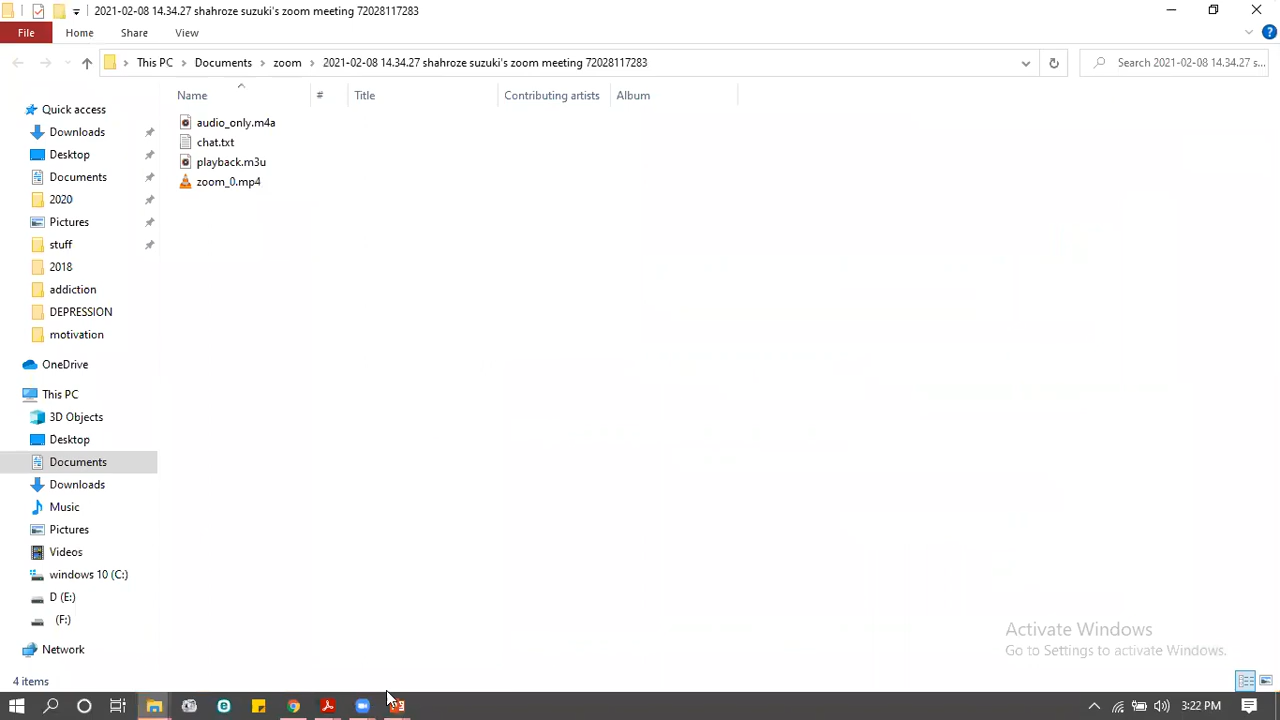 2021-02-08 14.34.27 shahroze suzuki's zoom meeting 72028117283
File Home Share View
This PC Documents zoom 2021-02-08 14.34.27 shahroze suzuki's zoom meeting 72028117283
Search 2021-02-08 14.34.27 s...
Name # Title Contributing artists Album
audio_only.m4a
chat.txt
playback.m3u
zoom_0.mp4
Quick access
Downloads
Desktop
Documents
2020
Pictures
stuff
2018
addiction
DEPRESSION
motivation
OneDrive
This PC
3D Objects
Desktop
Documents
Downloads
Music
Pictures
Videos
windows 10 (C:)
D (E:)
(F:)
Network
Activate Windows
Go to Settings to activate Windows.
4 items
3:22 PM